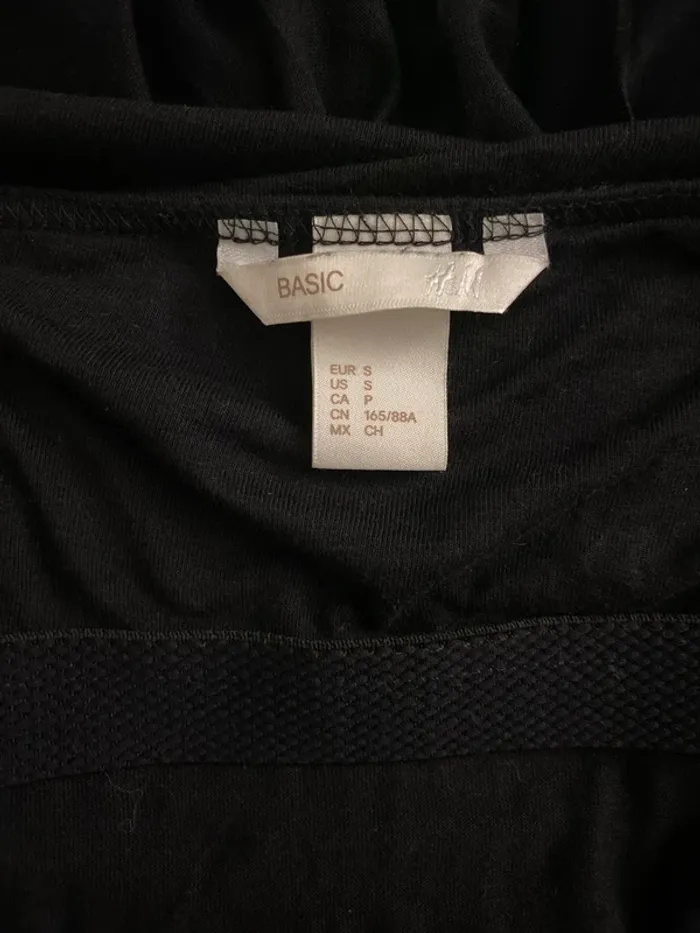 BASIC
EUR S
US S
CA P
CN 165/88A
MX CH